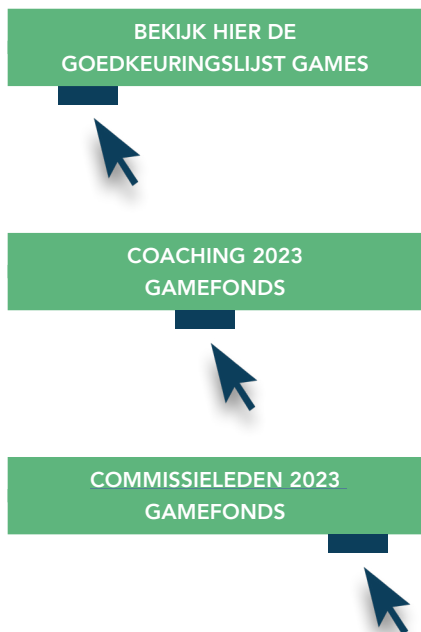 BEKIJK HIER DE
GOEDKEURINGSLIJST GAMES
COACHING 2023
GAMEFONDS
COMMISSIELEDEN 2023
GAMEFONDS